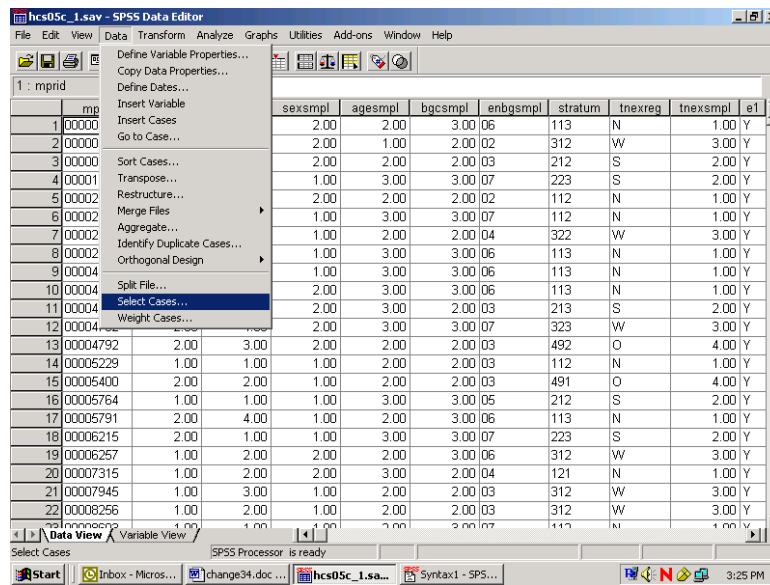 hcs05c_1.sav - SPSS Data Editor
File Edit View Data Transform Analyze Graphs Utilities Add-ons Window Help
1 : mprid
Define Variable Properties...
Copy Data Properties...
Define Dates...
Insert Variable
Insert Cases
Go to Case...
Sort Cases...
Transpose...
Restructure...
Merge Files
Aggregate...
Identify Duplicate Cases...
Orthogonal Design
Split File...
Select Cases...
Weight Cases...
sexsmpl agesmpl bgcsmpl enbgsmpl stratum tnexreg tnexsmpl e1
1 00000 2.00 2.00 3.00 06 113 N 1.00 Y
2 00000 2.00 1.00 2.00 02 312 W 3.00 Y
3 00000 2.00 2.00 2.00 03 212 S 2.00 Y
4 00001 1.00 3.00 3.00 07 223 S 2.00 Y
5 00002 2.00 2.00 2.00 02 112 N 1.00 Y
6 00002 1.00 3.00 3.00 07 112 N 1.00 Y
7 00002 1.00 2.00 2.00 04 322 W 3.00 Y
8 00002 1.00 3.00 3.00 06 113 N 1.00 Y
9 00004 1.00 3.00 3.00 06 113 N 1.00 Y
10 00004 2.00 3.00 3.00 06 113 N 1.00 Y
11 00004 2.00 3.00 2.00 03 213 S 2.00 Y
12 2.00 3.00 3.00 07 323 W 3.00 Y
13 00004792 2.00 3.00 2.00 2.00 2.00 03 492 O 4.00 Y
14 00005229 1.00 1.00 1.00 2.00 2.00 03 112 N 1.00 Y
15 00005400 2.00 2.00 1.00 2.00 2.00 03 491 O 4.00 Y
16 00005764 1.00 1.00 1.00 3.00 3.00 05 212 S 2.00 Y
17 00005791 2.00 4.00 1.00 2.00 3.00 06 113 N 1.00 Y
18 00006215 2.00 1.00 1.00 3.00 3.00 07 223 S 2.00 Y
19 00006257 1.00 2.00 2.00 2.00 3.00 06 312 W 3.00 Y
20 00007315 1.00 2.00 2.00 3.00 2.00 04 121 N 1.00 Y
21 00007945 1.00 3.00 1.00 2.00 2.00 03 312 W 3.00 Y
22 00008256 1.00 2.00 1.00 2.00 2.00 03 312 W 3.00 Y
Data View Variable View
Select Cases SPSS Processor is ready
Start Inbox - Micros... change34.doc ... hcs05c_1.sa... Syntax1 - SPS... 3:25 PM